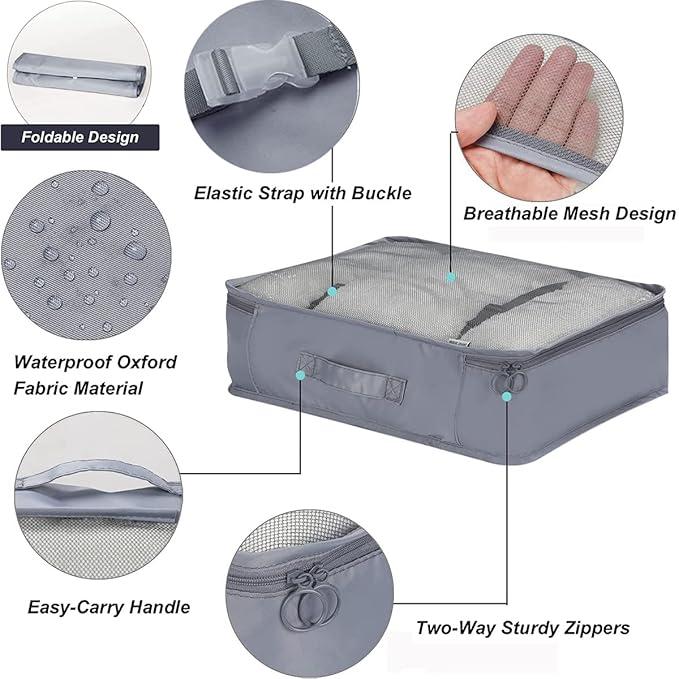 Foldable Design
Elastic Strap with Buckle
Breathable Mesh Design
Waterproof Oxford
Fabric Material
Easy-Carry Handle
Two-Way Sturdy Zippers